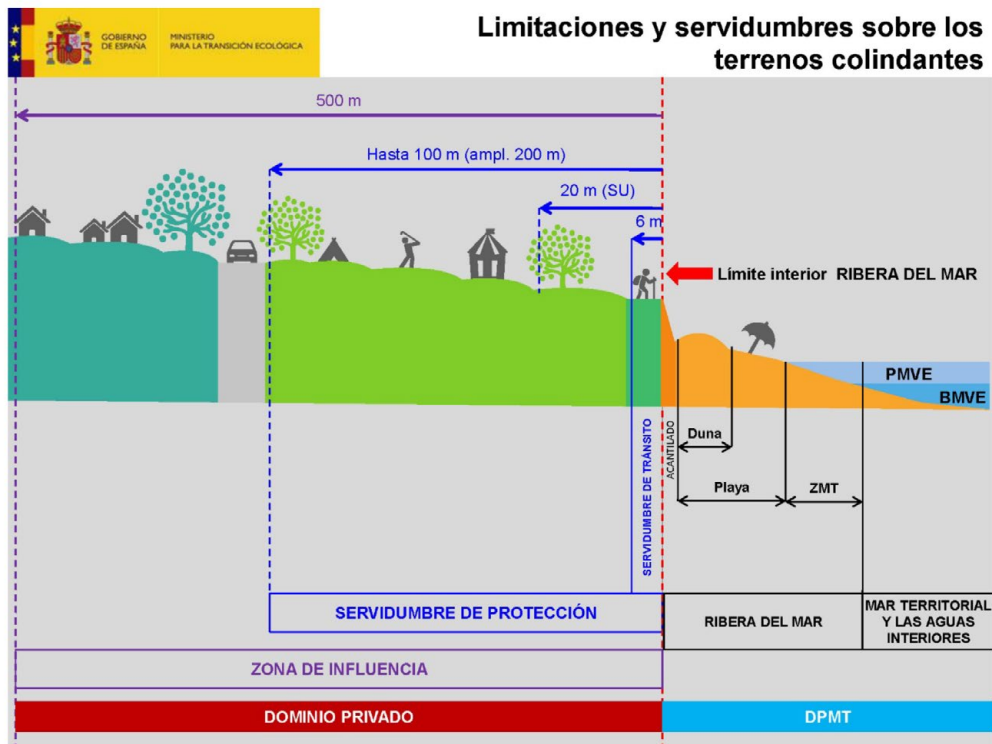 GOBIERNO
DE ESPAÑA
MINISTERIO
PARA LA TRANSICIÓN ECOLÓGICA
Limitaciones y servidumbres sobre los
terrenos colindantes
500 m
Hasta 100 m (ampl. 200 m)
20 m (SU)
6 m
Límite interior RIBERA DEL MAR
PMVE
BMVE
ACANTILADO
Duna
Playa
ZMT
SERVIDUMBRE DE TRÁNSITO
SERVIDUMBRE DE PROTECCIÓN
RIBERA DEL MAR
MAR TERRITORIAL
Y LAS AGUAS
INTERIORES
ZONA DE INFLUENCIA
DOMINIO PRIVADO
DPMT